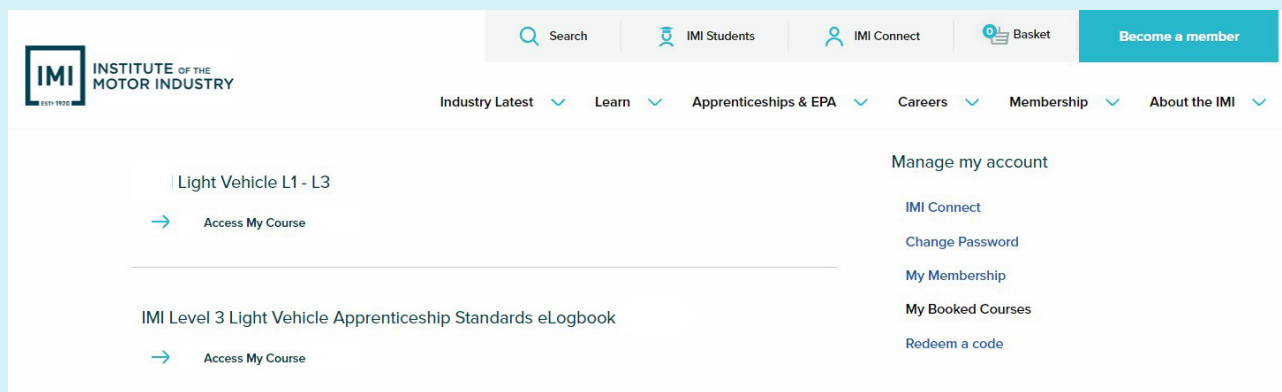 Search
IMI Students
IMI Connect
0
Basket
Become a member
IMI
ESTD 1920
INSTITUTE OF THE
MOTOR INDUSTRY
Industry Latest
Learn
Apprenticeships & EPA
Careers
Membership
About the IMI
Light Vehicle L1 - L3
Access My Course
IMI Level 3 Light Vehicle Apprenticeship Standards eLogbook
Access My Course
Manage my account
IMI Connect
Change Password
My Membership
My Booked Courses
Redeem a code